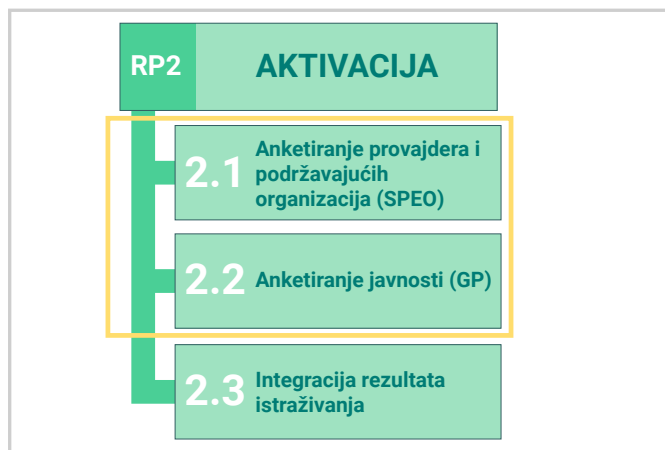 RP2 AKTIVACIJA
2.1 Anketiranje provajdera i
podržavajućih
organizacija (SPEO)
2.2 Anketiranje javnosti (GP)
2.3 Integracija rezultata
istraživanja